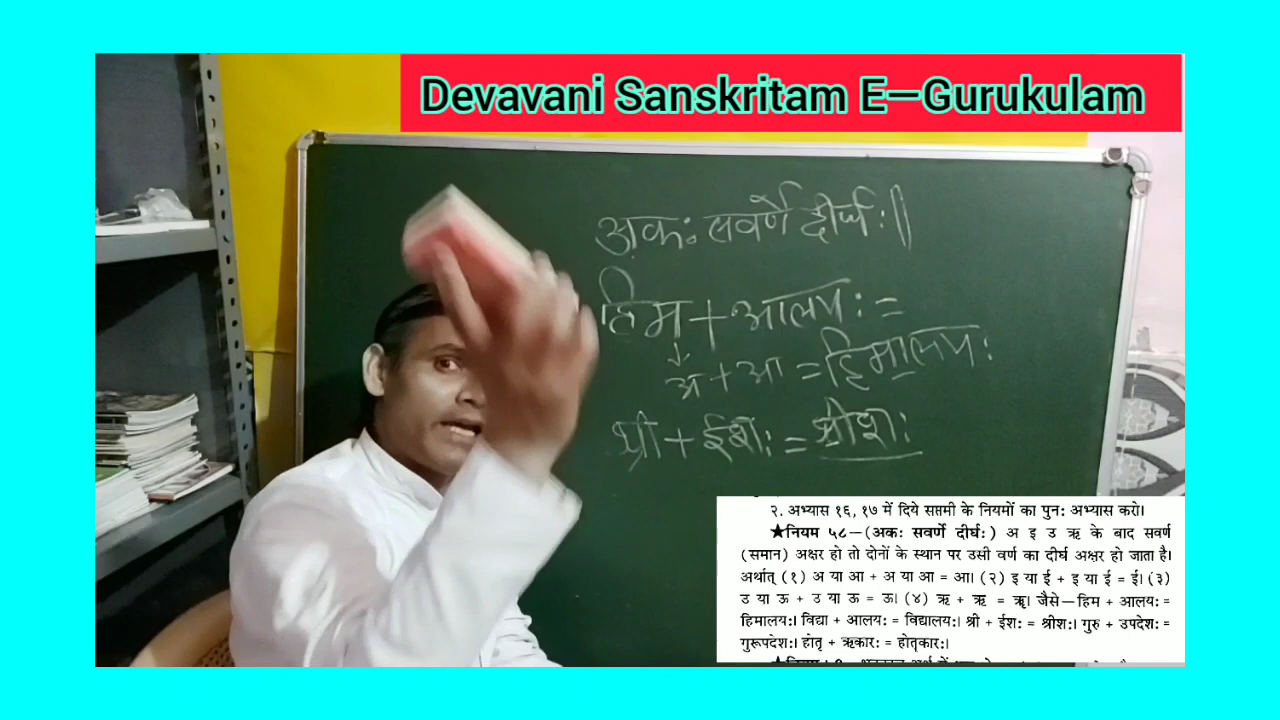 Devavani Sanskritam E—Gurukulam
अकः सवर्णे दीर्घः॥
हिम + आलयः =
अ + आ = हिमालयः
श्री + ईशः = श्रीशः
२. अभ्यास १६, १७ में दिये सप्तमी के नियमों का पुनः अभ्यास करो।
★नियम ५८—(अकः सवर्णे दीर्घः) अ इ उ ऋ के बाद सवर्ण
(समान) अक्षर हो तो दोनों के स्थान पर उसी वर्ण का दीर्घ अक्षर हो जाता है।
अर्थात् (१) अ या आ + अ या आ = आ। (२) इ या ई + इ या ई = ई। (३)
उ या ऊ + उ या ऊ = ऊ। (४) ऋ + ऋ = ॠ। जैसे—हिम + आलयः =
हिमालयः। विद्या + आलयः = विद्यालयः। श्री + ईशः = श्रीशः। गुरु + उपदेशः =
गुरूपदेशः। होतृ + ऋकारः = होतृकारः।